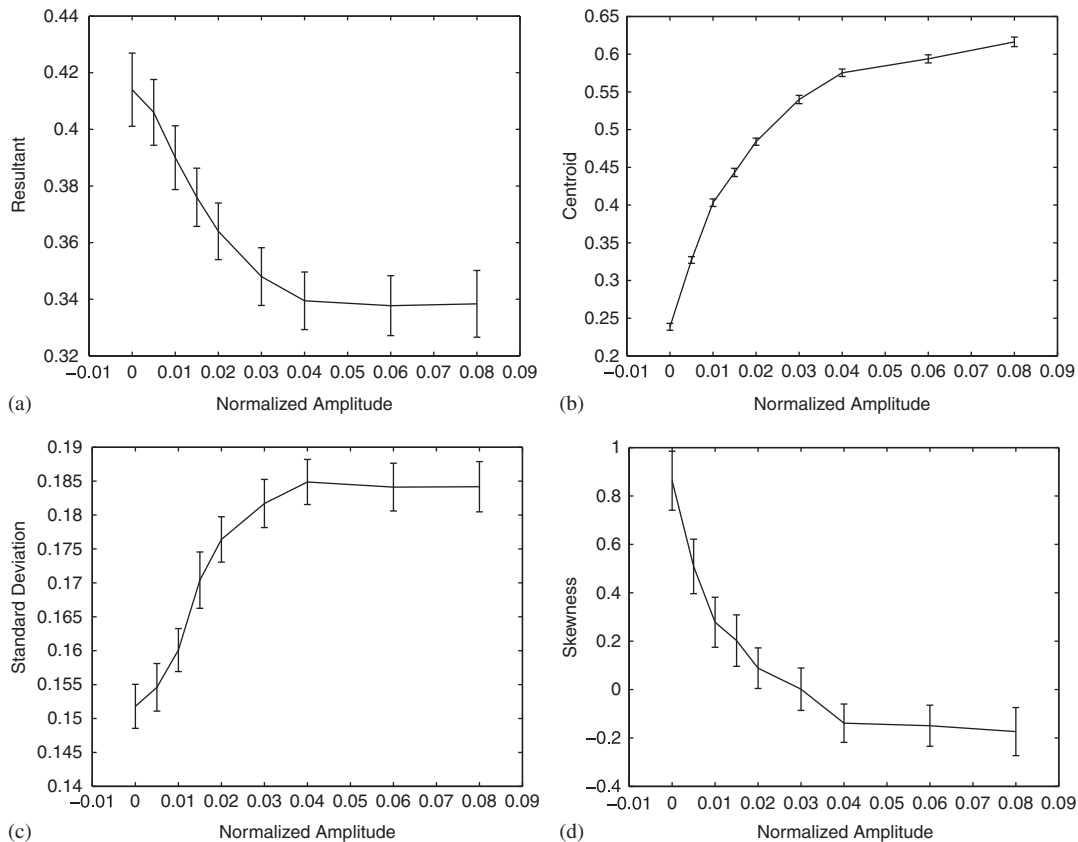 0.44
0.42
0.4
0.38
0.36
0.34
0.32
Resultant
−0.01 0 0.01 0.02 0.03 0.04 0.05 0.06 0.07 0.08 0.09
Normalized Amplitude
(a)
0.65
0.6
0.55
0.5
0.45
0.4
0.35
0.3
0.25
0.2
Centroid
−0.01 0 0.01 0.02 0.03 0.04 0.05 0.06 0.07 0.08 0.09
Normalized Amplitude
(b)
0.19
0.185
0.18
0.175
0.17
0.165
0.16
0.155
0.15
0.145
0.14
Standard Deviation
−0.01 0 0.01 0.02 0.03 0.04 0.05 0.06 0.07 0.08 0.09
Normalized Amplitude
(c)
1
0.8
0.6
0.4
0.2
0
−0.2
−0.4
Skewness
−0.01 0 0.01 0.02 0.03 0.04 0.05 0.06 0.07 0.08 0.09
Normalized Amplitude
(d)